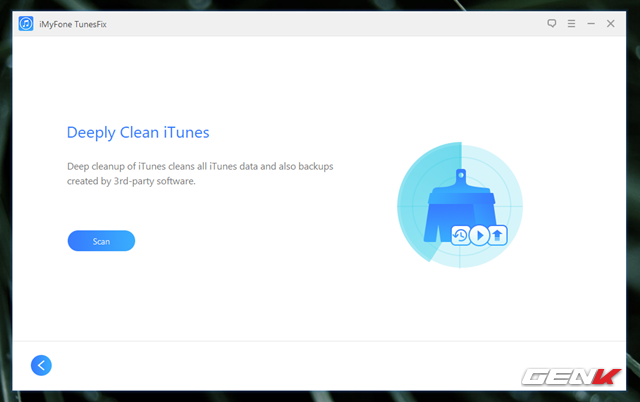 iMyFone TunesFix
Deeply Clean iTunes
Deep cleanup of iTunes cleans all iTunes data and also backups
created by 3rd-party software.
Scan
GENK